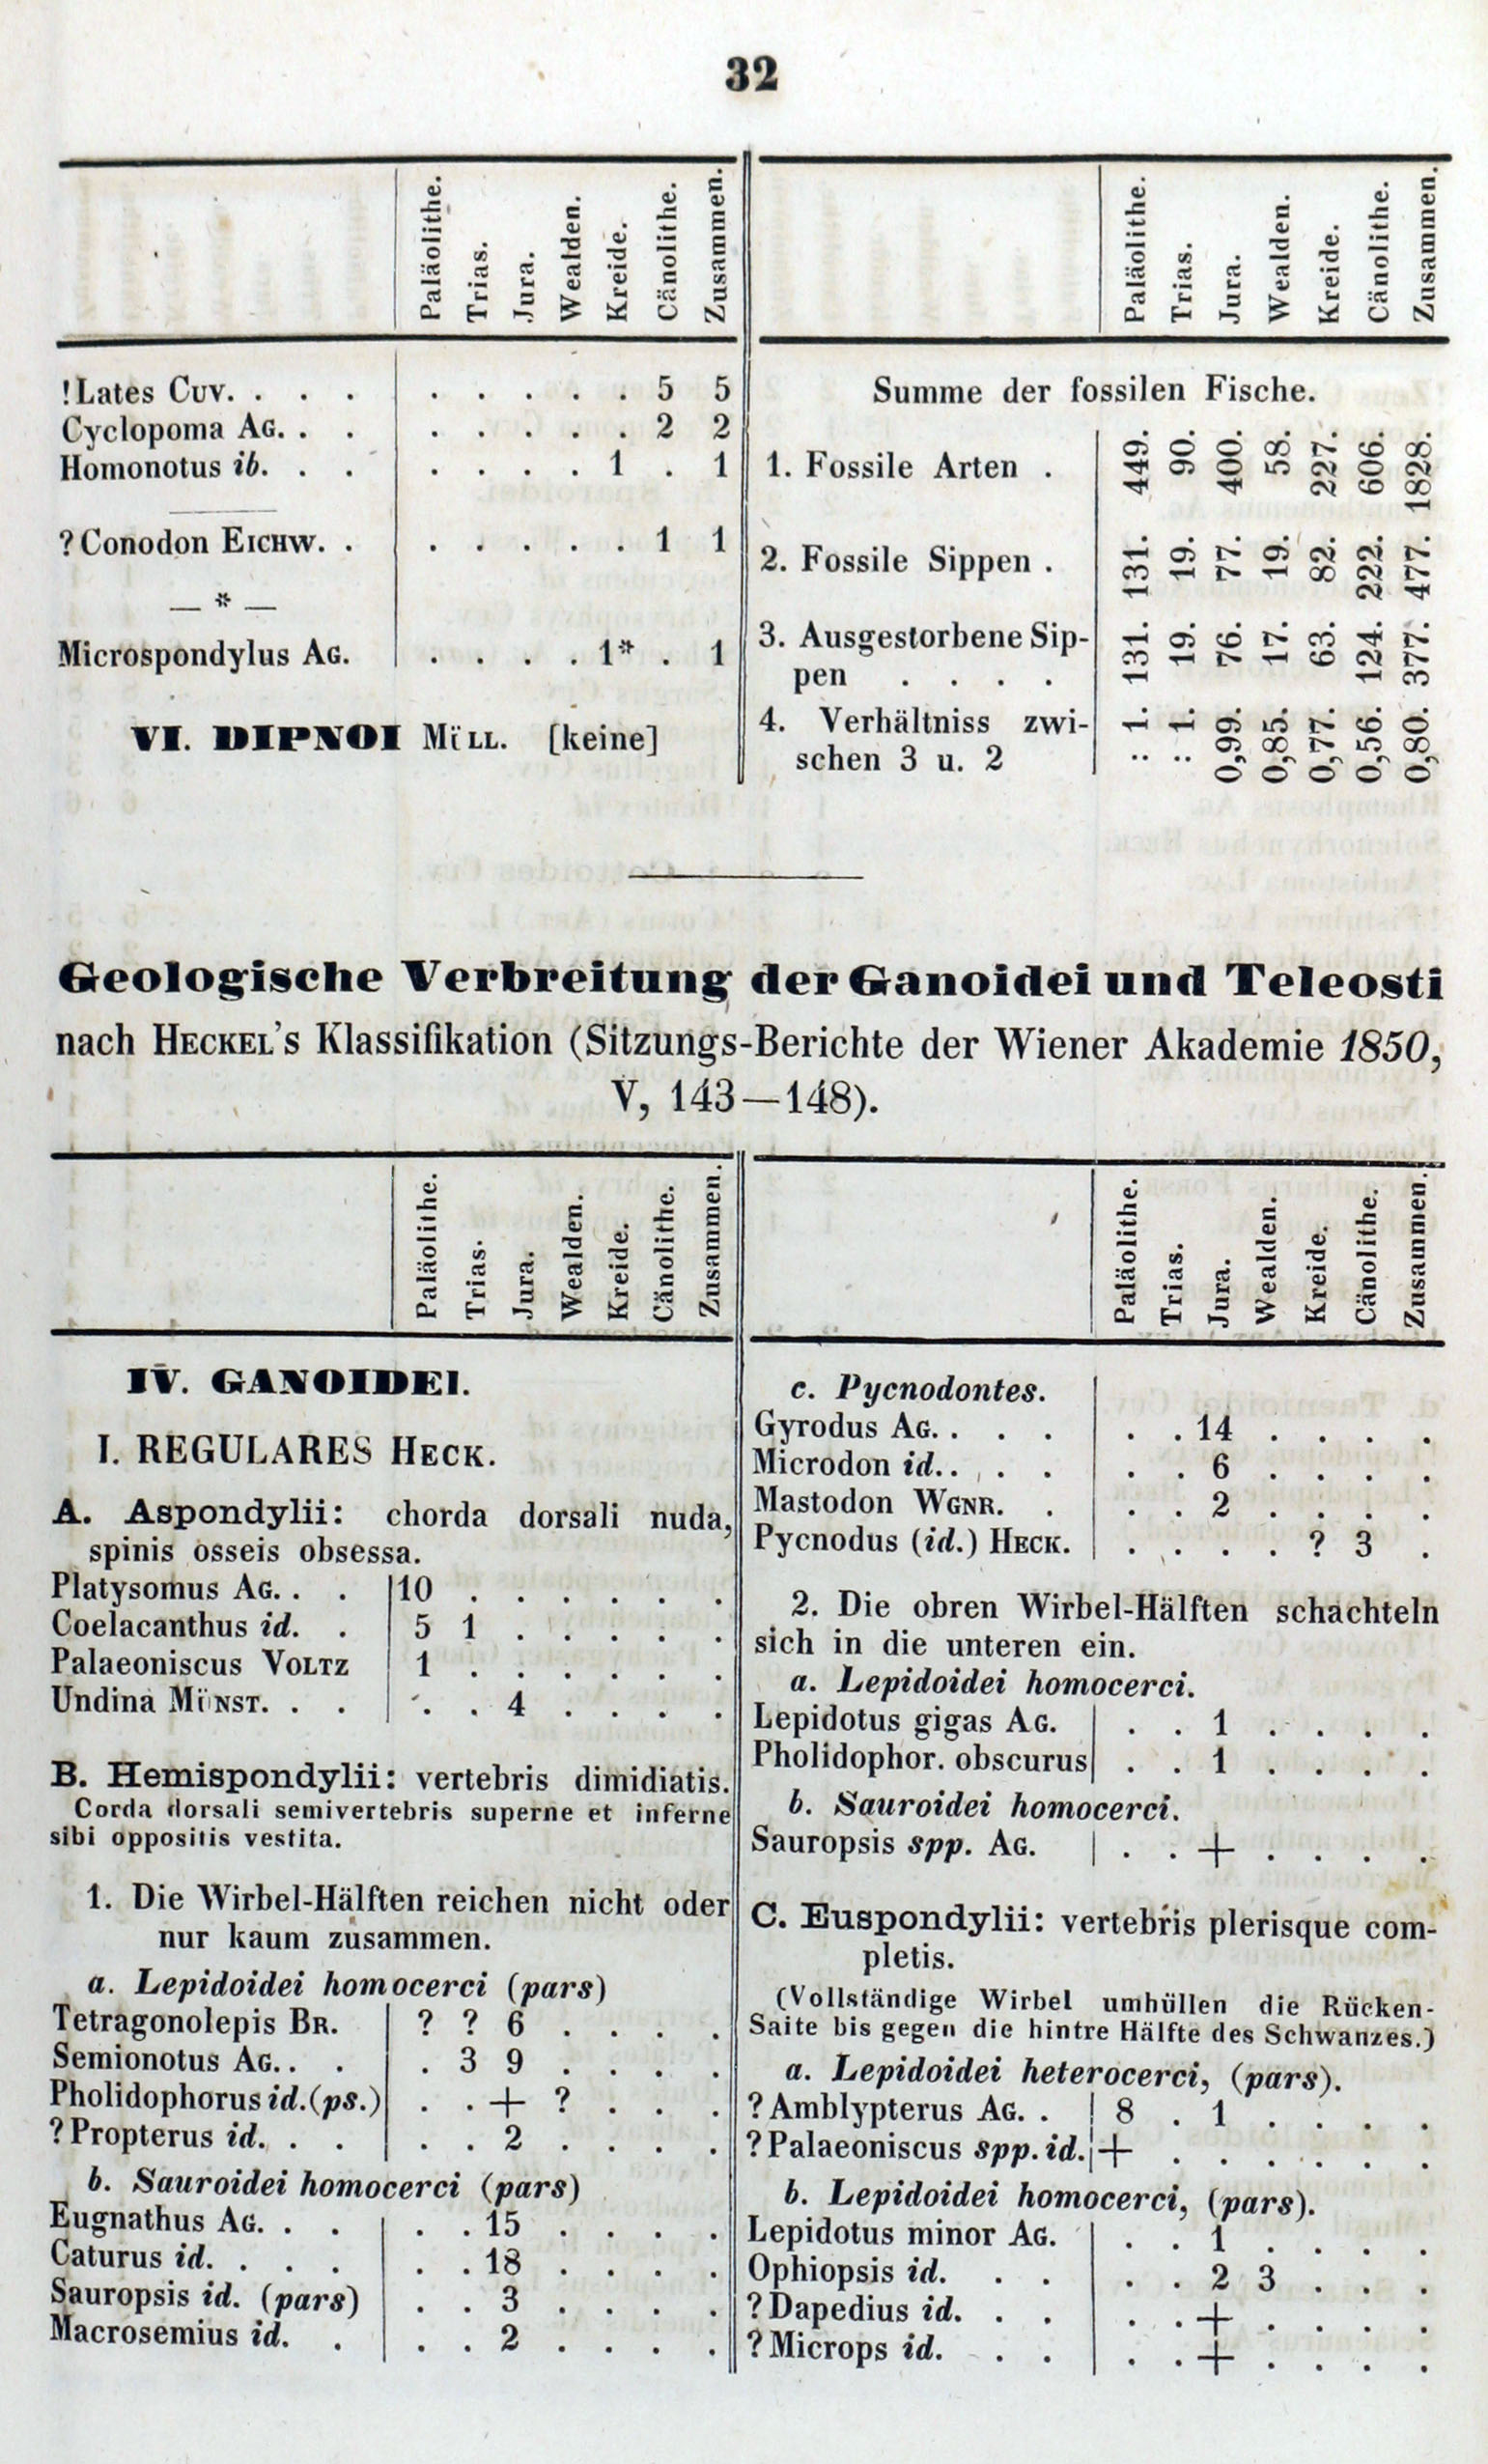 32
Paläolithe. Trias. Jura. Wealden. Kreide. Cänolithe. Zusammen.
!Lates Cuv. . . . . . . . . 5 5
Cyclopoma Ag. . . . . . . . 2 2
Homonotus ib. . . . . . . 1 . 1
?Conodon Eichw. . . . . . . 1 1
— * —
Microspondylus Ag. . . . . 1* . 1
VI. DIPNOI Müll. [keine]
Paläolithe. Trias. Jura. Wealden. Kreide. Cänolithe. Zusammen.
Summe der fossilen Fische.
1. Fossile Arten . 449. 90. 400. 58. 227. 606. 1828.
2. Fossile Sippen . 131. 19. 77. 19. 82. 222. 477.
3. Ausgestorbene Sip-
pen . . . . 131. 19. 76. 17. 63. 124. 377.
4. Verhältniss zwi-
schen 3 u. 2 : 1. : 1. 0,99. 0,85. 0,77. 0,56. 0,80.
Geologische Verbreitung der Ganoidei und Teleosti
nach Heckel's Klassifikation (Sitzungs-Berichte der Wiener Akademie 1850,
V, 143—148).
Paläolithe. Trias. Jura. Wealden. Kreide. Cänolithe. Zusammen.
IV. GANOIDEI.
I. REGULARES Heck.
A. Aspondylii: chorda dorsali nuda,
spinis osseis obsessa.
Platysomus Ag. . . 10 . . . . . .
Coelacanthus id. . 5 1 . . . . .
Palaeoniscus Voltz 1 . . . . . .
Undina Münst. . . . . 4 . . . .
B. Hemispondylii: vertebris dimidiatis.
Corda dorsali semivertebris superne et inferne
sibi oppositis vestita.
1. Die Wirbel-Hälften reichen nicht oder
nur kaum zusammen.
a. Lepidoidei homocerci (pars)
Tetragonolepis Br. ? ? 6 . . . .
Semionotus Ag. . . . 3 9 . . . .
Pholidophorus id.(ps.) . . + ? . . .
?Propterus id. . . . . 2 . . . .
b. Sauroidei homocerci (pars)
Eugnathus Ag. . . . . 15 . . . .
Caturus id. . . . . . 18 . . . .
Sauropsis id. (pars) . . 3 . . . .
Macrosemius id. . . . 2 . . . .
Paläolithe. Trias. Jura. Wealden. Kreide. Cänolithe. Zusammen.
c. Pycnodontes.
Gyrodus Ag. . . . . . 14 . . . .
Microdon id. . . . . . 6 . . . .
Mastodon Wgnr. . . . 2 . . . .
Pycnodus (id.) Heck. . . . . ? 3 .
2. Die obren Wirbel-Hälften schachteln
sich in die unteren ein.
a. Lepidoidei homocerci.
Lepidotus gigas Ag. . . 1 . . . .
Pholidophor. obscurus . . 1 . . . .
b. Sauroidei homocerci.
Sauropsis spp. Ag. . . + . . . .
C. Euspondylii: vertebris plerisque com-
pletis.
(Vollständige Wirbel umhüllen die Rücken-
Saite bis gegen die hintre Hälfte des Schwanzes.)
a. Lepidoidei heterocerci, (pars).
?Amblypterus Ag. . 8 . 1 . . . .
?Palaeoniscus spp. id. + . . . . . .
b. Lepidoidei homocerci, (pars).
Lepidotus minor Ag. . . 1 . . . .
Ophiopsis id. . . . . 2 3 . . .
?Dapedius id. . . . . + . . . .
?Microps id. . . . . + . . . .